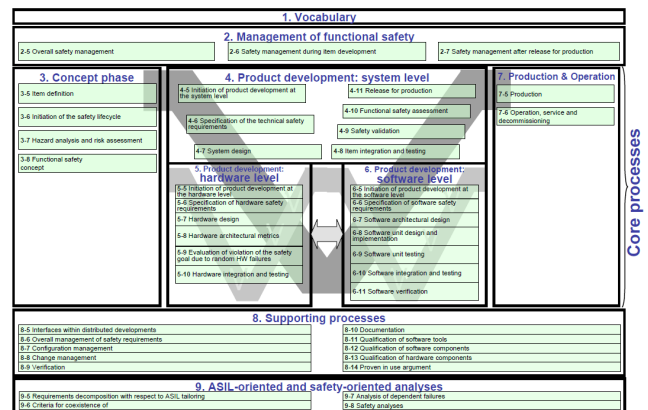 1. Vocabulary
2. Management of functional safety
2-5 Overall safety management
2-6 Safety management during item development
2-7 Safety management after release for production
3. Concept phase
3-5 Item definition
3-6 Initiation of the safety lifecycle
3-7 Hazard analysis and risk assessment
3-8 Functional safety
concept
4. Product development: system level
4-5 Initiation of product development at
the system level
4-6 Specification of the technical safety
requirements
4-7 System design
4-11 Release for production
4-10 Functional safety assessment
4-9 Safety validation
4-8 Item integration and testing
5. Product development:
hardware level
5-5 Initiation of product development at
the hardware level
5-6 Specification of hardware safety
requirements
5-7 Hardware design
5-8 Hardware architectural metrics
5-9 Evaluation of violation of the safety
goal due to random HW failures
5-10 Hardware integration and testing
6. Product development:
software level
6-5 Initiation of product development at
the software level
6-6 Specification of software safety
requirements
6-7 Software architectural design
6-8 Software unit design and
implementation
6-9 Software unit testing
6-10 Software integration and testing
6-11 Software verification
7. Production & Operation
7-5 Production
7-6 Operation, service and
decommissioning
Core processes
8. Supporting processes
8-5 Interfaces within distributed developments
8-6 Overall management of safety requirements
8-7 Configuration management
8-8 Change management
8-9 Verification
8-10 Documentation
8-11 Qualification of software tools
8-12 Qualification of software components
8-13 Qualification of hardware components
8-14 Proven in use argument
9. ASIL-oriented and safety-oriented analyses
9-5 Requirements decomposition with respect to ASIL tailoring
9-6 Criteria for coexistence of
9-7 Analysis of dependent failures
9-8 Safety analyses